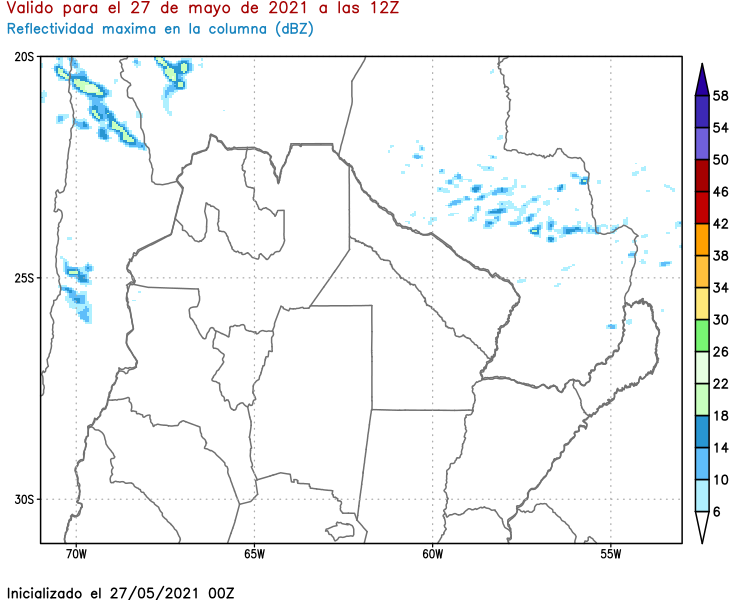 Valido para el 27 de mayo de 2021 a las 12Z
Reflectividad maxima en la columna (dBZ)
20S
25S
30S
70W
65W
60W
55W
58
54
50
46
42
38
34
30
26
22
18
14
10
6
Inicializado el 27/05/2021 00Z